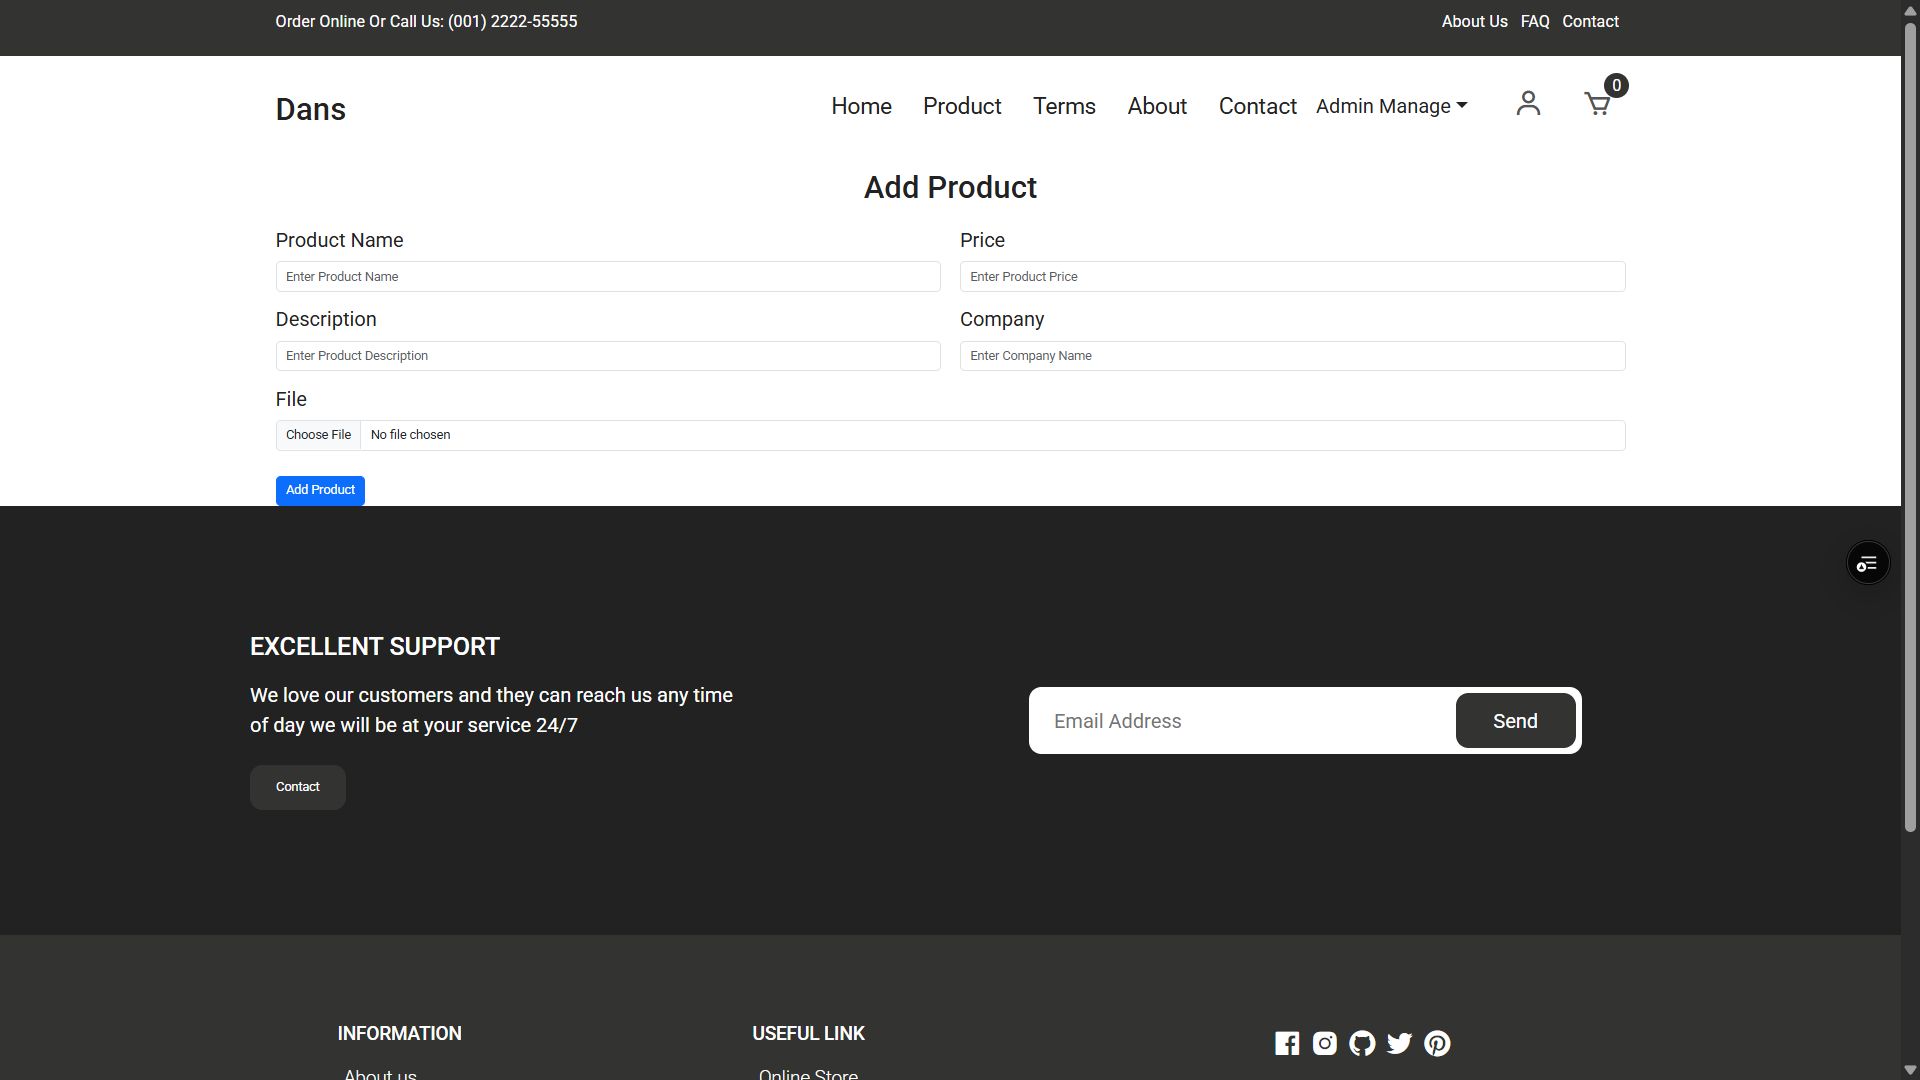 Order Online Or Call Us: (001) 2222-55555
About Us FAQ Contact
Dans
Home Product Terms About Contact Admin Manage
0
Add Product
Product Name
Enter Product Name
Price
Enter Product Price
Description
Enter Product Description
Company
Enter Company Name
File
Choose File No file chosen
Add Product
EXCELLENT SUPPORT
We love our customers and they can reach us any time
of day we will be at your service 24/7
Contact
Email Address
Send
INFORMATION
About us
USEFUL LINK
Online Store